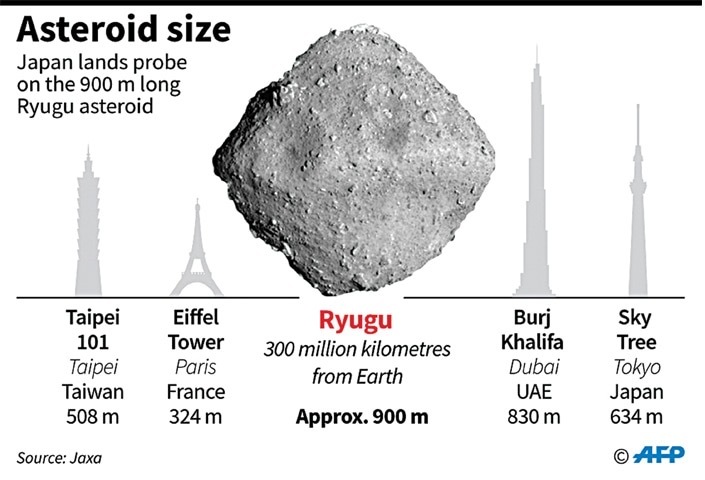 Asteroid size
Japan lands probe
on the 900 m long
Ryugu asteroid
Taipei
101
Taipei
Taiwan
508 m
Eiffel
Tower
Paris
France
324 m
Ryugu
300 million kilometres
from Earth
Approx. 900 m
Burj
Khalifa
Dubai
UAE
830 m
Sky
Tree
Tokyo
Japan
634 m
Source: Jaxa
© AFP